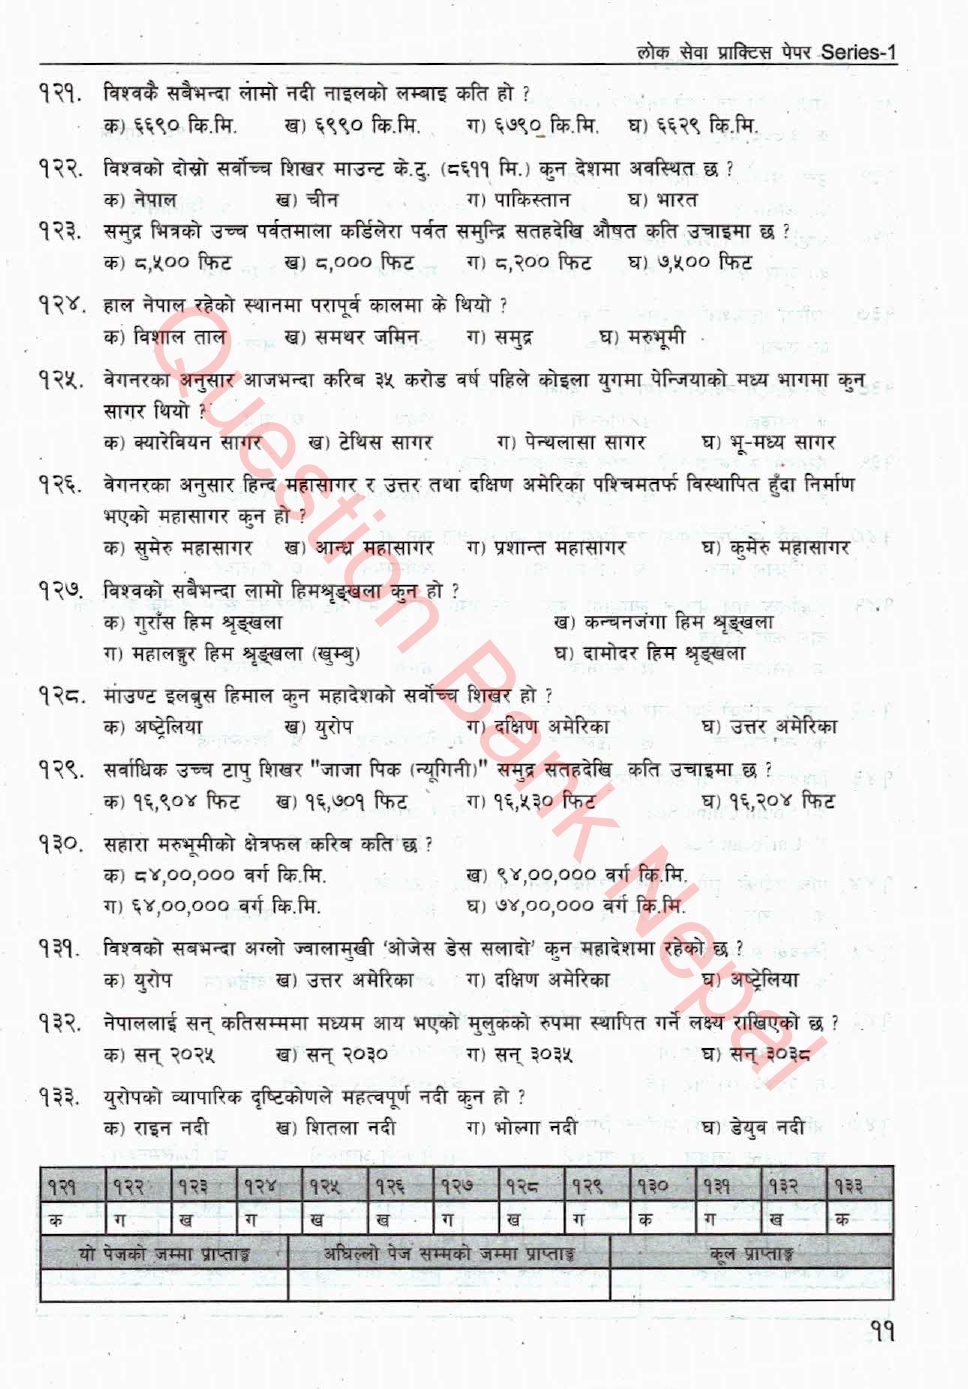 लोक सेवा प्राक्टिस पेपर Series-1
१२१. विश्वकै सबैभन्दा लामो नदी नाइलको लम्बाइ कति हो ?
क) ६६९० कि.मि. ख) ६९९० कि.मि. ग) ६७९० कि.मि. घ) ६६२९ कि.मि.
१२२. विश्वको दोस्रो सर्वोच्च शिखर माउन्ट के.टु. (८६११ मि.) कुन देशमा अवस्थित छ ?
क) नेपाल ख) चीन ग) पाकिस्तान घ) भारत
१२३. समुद्र भित्रको उच्च पर्वतमाला कर्डिलेरा पर्वत समुन्द्रि सतहदेखि औषत कति उचाइमा छ ?
क) ८,५०० फिट ख) ८,००० फिट ग) ८,२०० फिट घ) ७,५०० फिट
१२४. हाल नेपाल रहेको स्थानमा परापूर्व कालमा के थियो ?
क) विशाल ताल ख) समथर जमिन ग) समुद्र घ) मरुभूमी
१२५. वेगनरका अनुसार आजभन्दा करिब ३५ करोड वर्ष पहिले कोइला युगमा पेन्जियाको मध्य भागमा कुन
सागर थियो ?
क) क्यारेबियन सागर ख) टेथिस सागर ग) पेन्थलासा सागर घ) भू-मध्य सागर
१२६. वेगनरका अनुसार हिन्द महासागर र उत्तर तथा दक्षिण अमेरिका पश्चिमतर्फ विस्थापित हुँदा निर्माण
भएको महासागर कुन हो ?
क) सुमेरु महासागर ख) आन्ध्र महासागर ग) प्रशान्त महासागर घ) कुमेरु महासागर
१२७. विश्वको सबैभन्दा लामो हिमश्रृङ्खला कुन हो ?
क) गुराँस हिम श्रृङ्खला ख) कन्चनजंगा हिम श्रृङ्खला
ग) महालङ्गुर हिम श्रृङ्खला (खुम्बु) घ) दामोदर हिम श्रृङ्खला
१२८. माउण्ट इलब्रुस हिमाल कुन महादेशको सर्वोच्च शिखर हो ?
क) अष्ट्रेलिया ख) युरोप ग) दक्षिण अमेरिका घ) उत्तर अमेरिका
१२९. सर्वाधिक उच्च टापु शिखर "जाजा पिक (न्यूगिनी)" समुद्र सतहदेखि कति उचाइमा छ ?
क) १६,९०४ फिट ख) १६,७०१ फिट ग) १६,५३० फिट घ) १६,२०४ फिट
१३०. सहारा मरुभूमीको क्षेत्रफल करिब कति छ ?
क) ८४,००,००० वर्ग कि.मि. ख) ९४,००,००० वर्ग कि.मि.
ग) ६४,००,००० वर्ग कि.मि. घ) ७४,००,००० वर्ग कि.मि.
१३१. विश्वको सबभन्दा अग्लो ज्वालामुखी ‘ओजेस डेस सलादो’ कुन महादेशमा रहेको छ ?
क) युरोप ख) उत्तर अमेरिका ग) दक्षिण अमेरिका घ) अष्ट्रेलिया
१३२. नेपाललाई सन् कतिसम्ममा मध्यम आय भएको मुलुकको रुपमा स्थापित गर्ने लक्ष्य राखिएको छ ?
क) सन् २०२५ ख) सन् २०३० ग) सन् ३०३५ घ) सन् ३०३८
१३३. युरोपको व्यापारिक दृष्टिकोणले महत्वपूर्ण नदी कुन हो ?
क) राइन नदी ख) शितला नदी ग) भोल्गा नदी घ) डेयुव नदी
१२१ १२२ १२३ १२४ १२५ १२६ १२७ १२८ १२९ १३० १३१ १३२ १३३
क ग ख ग ख ख ग ख ग क ग ख क
यो पेजको जम्मा प्राप्ताङ्क अघिल्लो पेज सम्मको जम्मा प्राप्ताङ्क कूल प्राप्ताङ्क
११
Question Bank Nepal